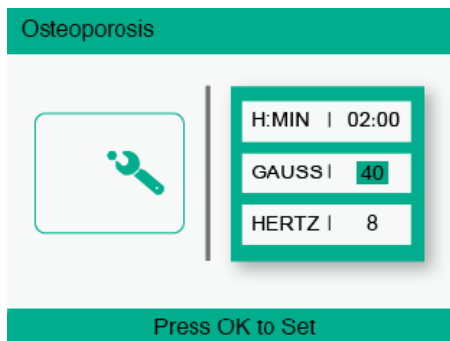 Osteoporosis
H:MIN | 02:00
GAUSS | 40
HERTZ | 8
Press OK to Set